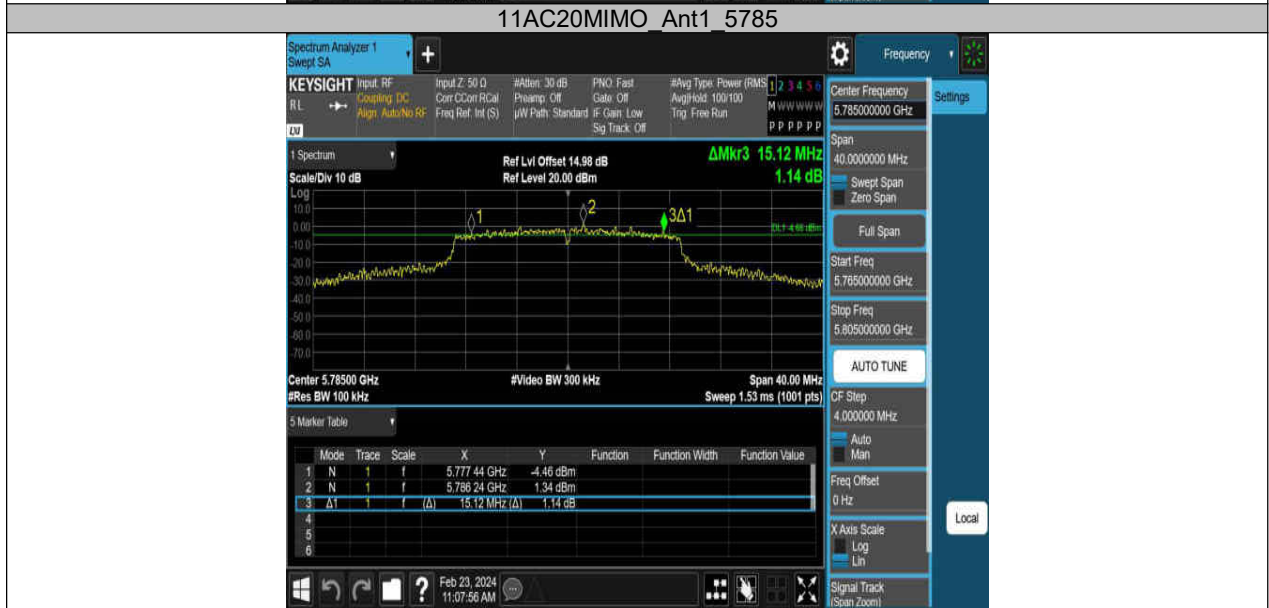 11AC20MIMO_Ant1_5785
Spectrum Analyzer 1
Swept SA
+
Frequency
KEYSIGHT Input: RF Input Z: 50 Ω #Atten: 30 dB PNO: Fast #Avg Type: Power (RMS 1 2 3 4 5 6
RL Coupling: DC Corr CCorr RCal Preamp: Off Gate: Off Avg|Hold: 100/100 M W W W W W
Align: Auto/No RF Freq Ref: Int (S) µW Path: Standard IF Gain: Low Trig: Free Run
Sig Track: Off P P P P P P
LXI
Center Frequency
5.785000000 GHz
Settings
1 Spectrum
Scale/Div 10 dB
Ref Lvl Offset 14.98 dB
Ref Level 20.00 dBm
ΔMkr3 15.12 MHz
1.14 dB
Log
10.0
0.00
-10.0
-20.0
-30.0
-40.0
-50.0
-60.0
-70.0
1
2
3Δ1
DL1 -4.66 dBm
Center 5.78500 GHz #Video BW 300 kHz Span 40.00 MHz
#Res BW 100 kHz Sweep 1.53 ms (1001 pts)
Span
40.0000000 MHz
Swept Span
Zero Span
Full Span
Start Freq
5.765000000 GHz
Stop Freq
5.805000000 GHz
AUTO TUNE
CF Step
4.000000 MHz
Auto
Man
Freq Offset
0 Hz
X Axis Scale
Log
Lin
Signal Track
(Span Zoom)
Local
5 Marker Table
Mode Trace Scale X Y Function Function Width Function Value
1 N 1 f 5.777 44 GHz -4.46 dBm
2 N 1 f 5.786 24 GHz 1.34 dBm
3 Δ1 1 f (Δ) 15.12 MHz (Δ) 1.14 dB
4
5
6
?
Feb 23, 2024
11:07:56 AM